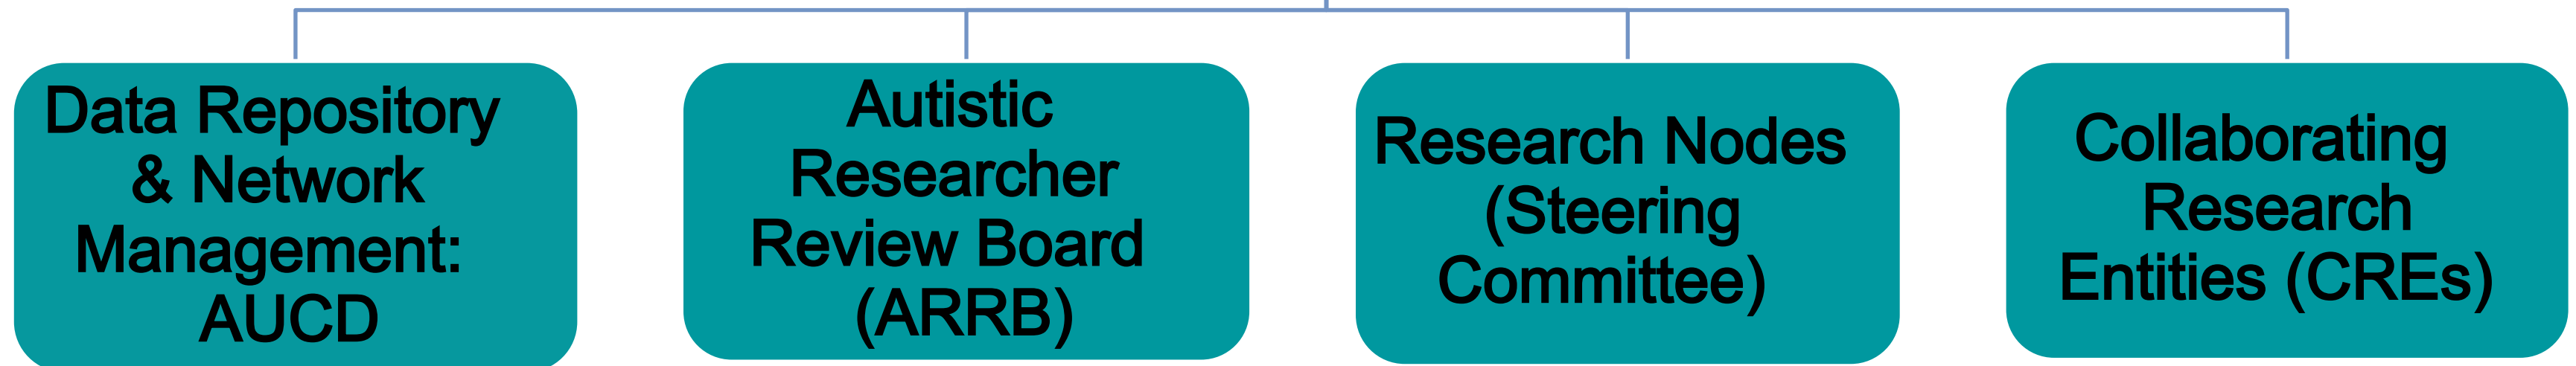 Data Repository
& Network
Management:
AUCD
Autistic
Researcher
Review Board
(ARRB)
Research Nodes
(Steering
Committee)
Collaborating
Research
Entities (CREs)